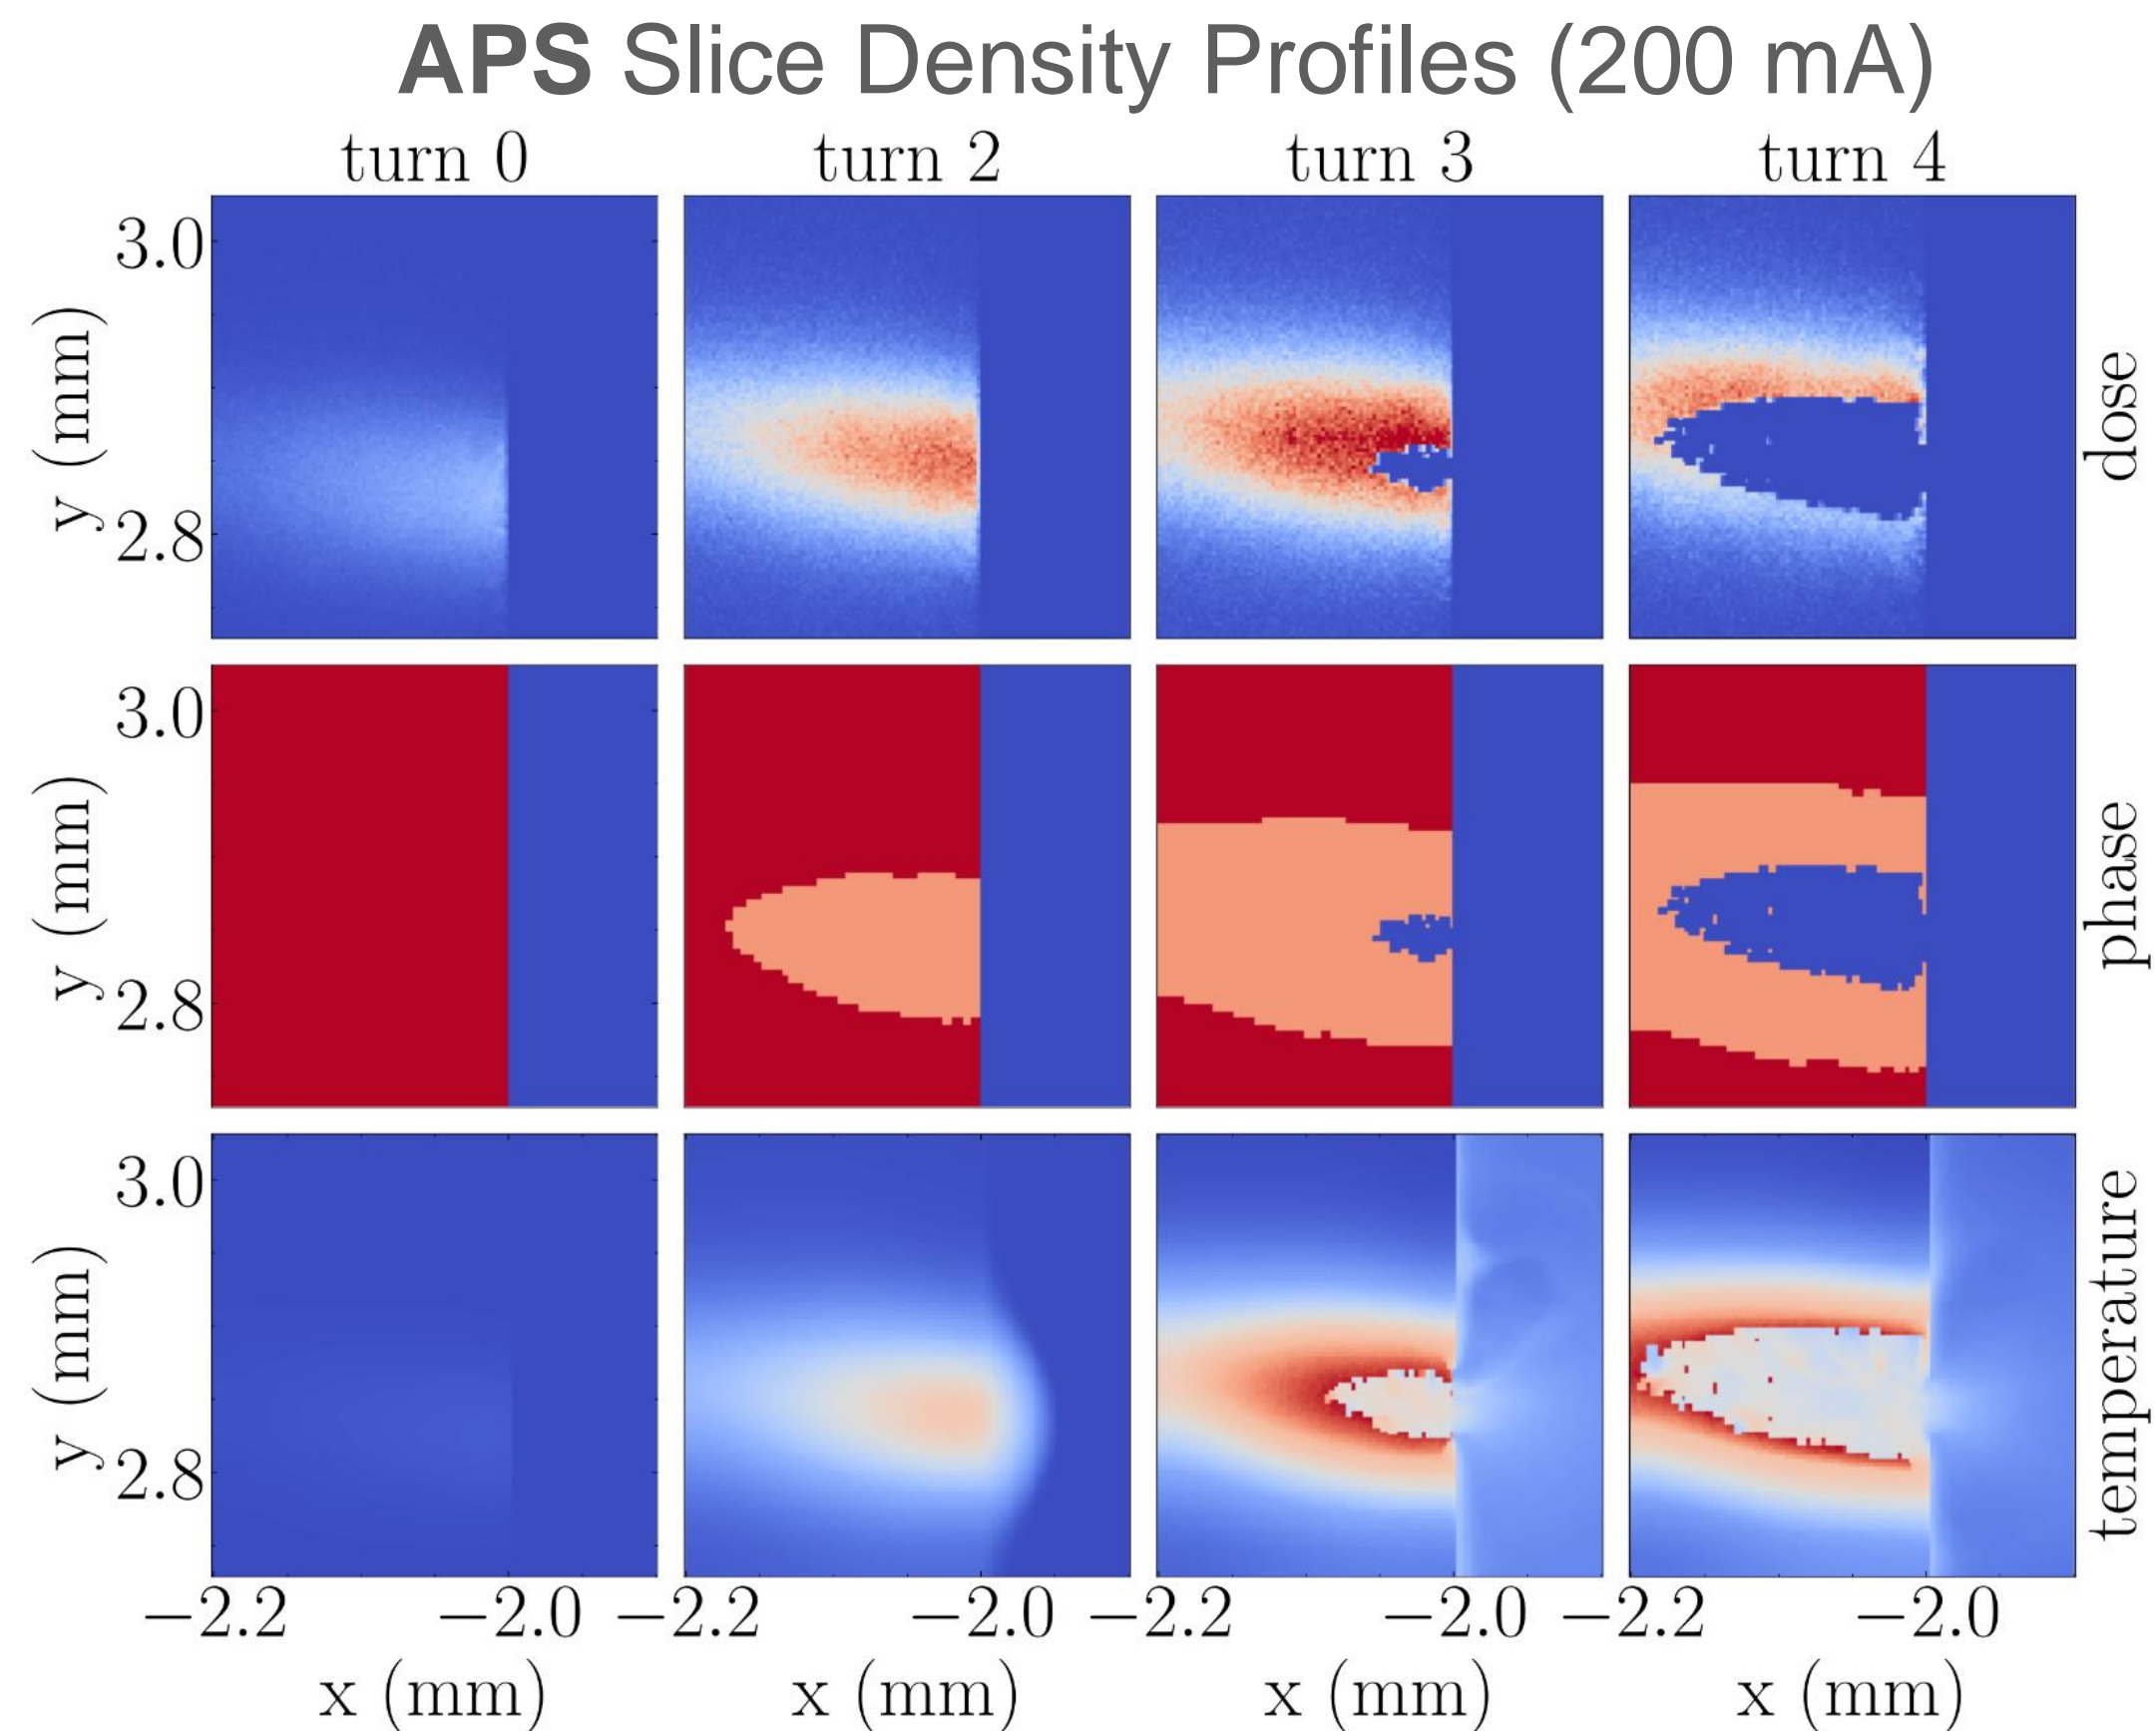 APS Slice Density Profiles (200 mA)
turn 0 turn 2 turn 3 turn 4
3.0
y (mm)
2.8
dose
3.0
y (mm)
2.8
phase
3.0
y (mm)
2.8
temperature
−2.2 −2.0 −2.2 −2.0 −2.2 −2.0 −2.2 −2.0
x (mm) x (mm) x (mm) x (mm)